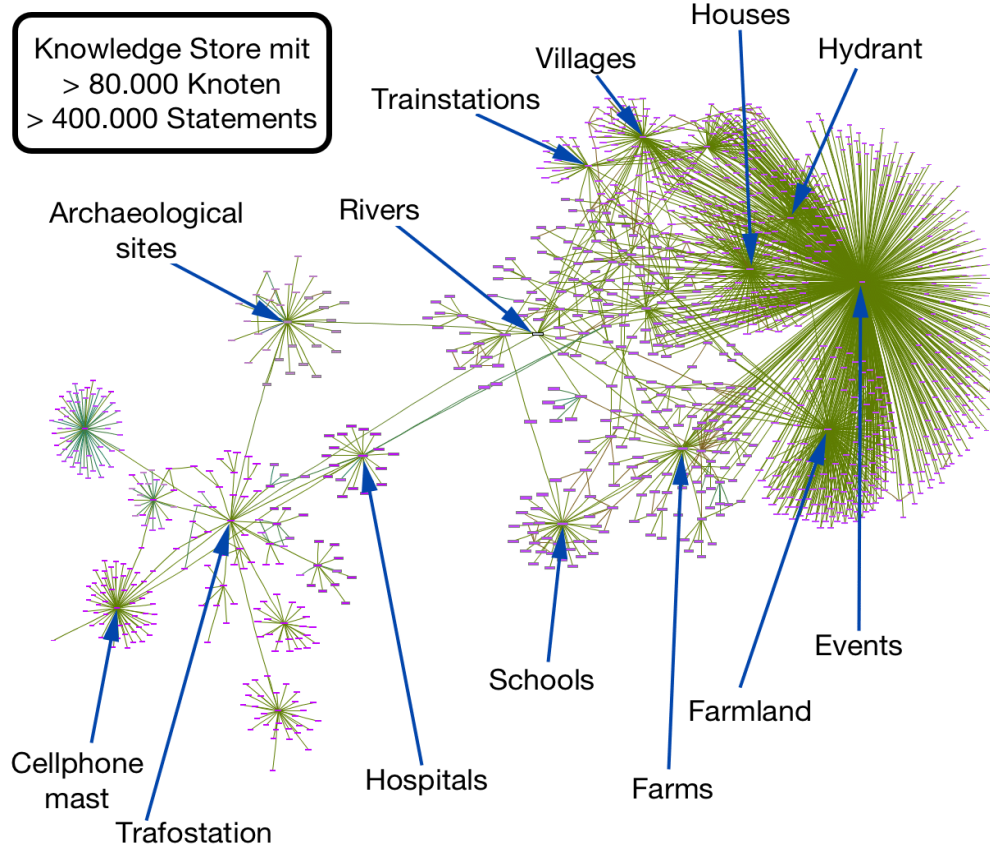 Knowledge Store mit
> 80.000 Knoten
> 400.000 Statements
Houses
Hydrant
Villages
Trainstations
Archaeological
sites
Rivers
Events
Schools
Farmland
Cellphone
mast
Hospitals
Farms
Trafostation